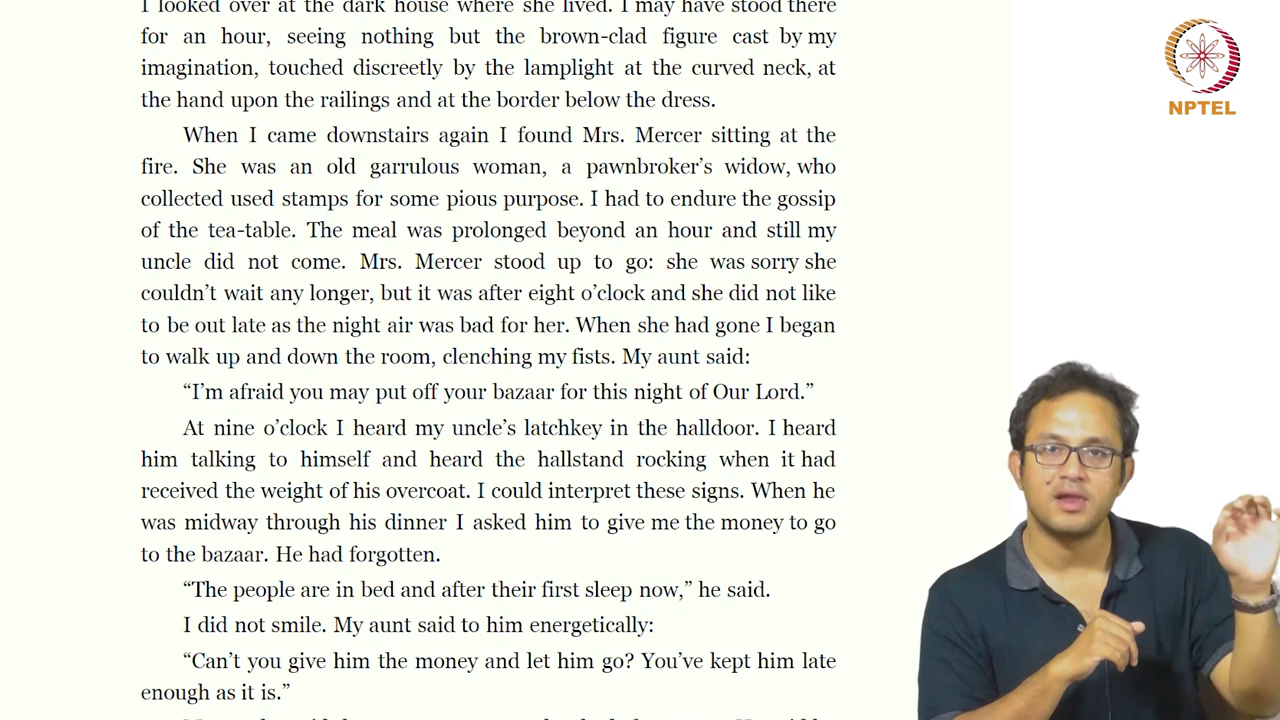 I looked over at the dark house where she lived. I may have stood there
for an hour, seeing nothing but the brown-clad figure cast by my
imagination, touched discreetly by the lamplight at the curved neck, at
the hand upon the railings and at the border below the dress.
When I came downstairs again I found Mrs. Mercer sitting at the
fire. She was an old garrulous woman, a pawnbroker’s widow, who
collected used stamps for some pious purpose. I had to endure the gossip
of the tea-table. The meal was prolonged beyond an hour and still my
uncle did not come. Mrs. Mercer stood up to go: she was sorry she
couldn’t wait any longer, but it was after eight o’clock and she did not like
to be out late as the night air was bad for her. When she had gone I began
to walk up and down the room, clenching my fists. My aunt said:
“I’m afraid you may put off your bazaar for this night of Our Lord.”
At nine o’clock I heard my uncle’s latchkey in the halldoor. I heard
him talking to himself and heard the hallstand rocking when it had
received the weight of his overcoat. I could interpret these signs. When he
was midway through his dinner I asked him to give me the money to go
to the bazaar. He had forgotten.
“The people are in bed and after their first sleep now,” he said.
I did not smile. My aunt said to him energetically:
“Can’t you give him the money and let him go? You’ve kept him late
enough as it is.”
NPTEL